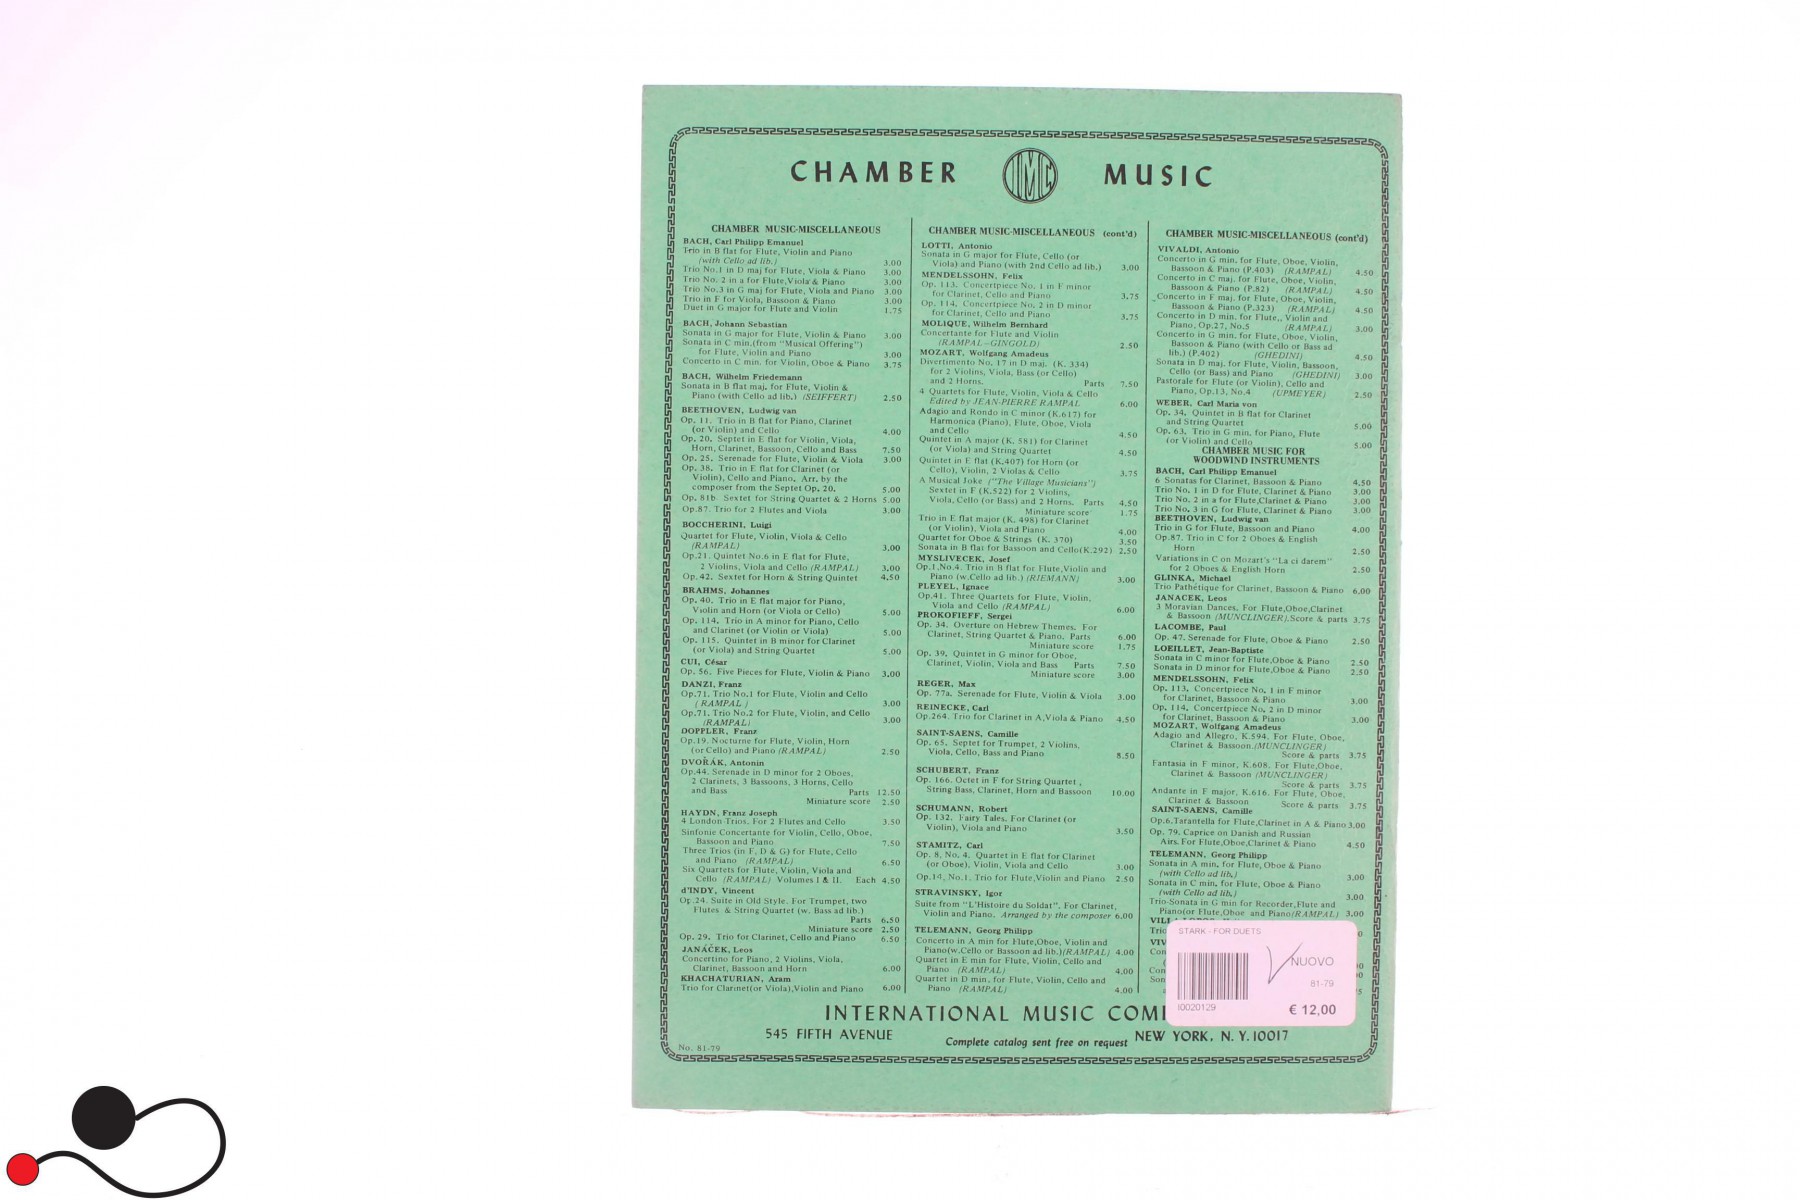 CHAMBER IMC MUSIC
CHAMBER MUSIC-MISCELLANEOUS
BACH, Carl Philipp Emanuel
Trio in B flat for Flute, Violin and Piano
(with Cello ad lib.) 3.00
Trio No.1 in D maj for Flute, Viola & Piano 3.00
Trio No. 2 in a for Flute,Viola & Piano 3.00
Trio No.3 in G maj for Flute, Viola and Piano 3.00
Trio in F for Viola, Bassoon & Piano 3.00
Duet in G major for Flute and Violin 1.75
BACH, Johann Sebastian
Sonata in G major for Flute, Violin & Piano 3.00
Sonata in C min.(from "Musical Offering")
for Flute, Violin and Piano 3.00
Concerto in C min. for Violin, Oboe & Piano 3.75
BACH, Wilhelm Friedemann
Sonata in B flat maj. for Flute, Violin &
Piano (with Cello ad lib.) (SEIFFERT) 2.50
BEETHOVEN, Ludwig van
Op. 11. Trio in B flat for Piano, Clarinet
(or Violin) and Cello 4.00
Op. 20. Septet in E flat for Violin, Viola,
Horn, Clarinet, Bassoon, Cello and Bass 7.50
Op. 25. Serenade for Flute, Violin & Viola 3.00
Op. 38. Trio in E flat for Clarinet (or
Violin), Cello and Piano. Arr. by the
composer from the Septet Op. 20. 5.00
Op. 81b. Sextet for String Quartet & 2 Horns 5.00
Op.87. Trio for 2 Flutes and Viola 3.00
BOCCHERINI, Luigi
Quartet for Flute, Violin, Viola & Cello
(RAMPAL) 3.00
Op.21. Quintet No.6 in E flat for Flute,
2 Violins, Viola and Cello (RAMPAL) 3.00
Op. 42. Sextet for Horn & String Quintet 4.50
BRAHMS, Johannes
Op. 40. Trio in E flat major for Piano,
Violin and Horn (or Viola or Cello) 5.00
Op. 114. Trio in A minor for Piano, Cello
and Clarinet (or Violin or Viola) 5.00
Op. 115. Quintet in B minor for Clarinet
(or Viola) and String Quartet 5.00
CUI, César
Op. 56. Five Pieces for Flute, Violin & Piano 3.00
DANZI, Franz
Op.71. Trio No.1 for Flute, Violin and Cello
(RAMPAL) 3.00
Op.71. Trio No.2 for Flute, Violin, and Cello
(RAMPAL) 3.00
DOPPLER, Franz
Op.19. Nocturne for Flute, Violin, Horn
(or Cello) and Piano (RAMPAL) 2.50
DVOŘÁK, Antonin
Op.44. Serenade in D minor for 2 Oboes,
2 Clarinets, 3 Bassoons, 3 Horns, Cello
and Bass Parts 12.50
Miniature score 2.50
HAYDN, Franz Joseph
4 London Trios. For 2 Flutes and Cello 3.50
Sinfonie Concertante for Violin, Cello, Oboe,
Bassoon and Piano 7.50
Three Trios (in F, D & G) for Flute, Cello
and Piano (RAMPAL) 6.50
Six Quartets for Flute, Violin, Viola and
Cello (RAMPAL) Volumes I & II. Each 4.50
d'INDY, Vincent
Op.24. Suite in Old Style. For Trumpet, two
Flutes & String Quartet (w. Bass ad lib.)
Parts 6.50
Miniature score 2.50
Op. 29. Trio for Clarinet, Cello and Piano 6.50
JANÁČEK, Leos
Concertino for Piano, 2 Violins, Viola,
Clarinet, Bassoon and Horn 6.00
KHACHATURIAN, Aram
Trio for Clarinet(or Viola),Violin and Piano 6.00
CHAMBER MUSIC-MISCELLANEOUS (cont'd)
LOTTI, Antonio
Sonata in G major for Flute, Cello (or
Viola) and Piano (with 2nd Cello ad lib.) 3.00
MENDELSSOHN, Felix
Op. 113. Concertpiece No. 1 in F minor
for Clarinet, Cello and Piano 3.75
Op. 114. Concertpiece No. 2 in D minor
for Clarinet, Cello and Piano 3.75
MOLIQUE, Wilhelm Bernhard
Concertante for Flute and Violin
(RAMPAL-GINGOLD) 2.50
MOZART, Wolfgang Amadeus
Divertimento No. 17 in D maj. (K. 334)
for 2 Violins, Viola, Bass (or Cello)
and 2 Horns. Parts 7.50
4 Quartets for Flute, Violin, Viola & Cello
Edited by JEAN-PIERRE RAMPAL 6.00
Adagio and Rondo in C minor (K.617) for
Harmonica (Piano), Flute, Oboe, Viola
and Cello 4.50
Quintet in A major (K. 581) for Clarinet
(or Viola) and String Quartet 4.50
Quintet in E flat (K.407) for Horn (or
Cello), Violin, 2 Violas & Cello 3.75
A Musical Joke ("The Village Musicians")
Sextet in F (K.522) for 2 Violins,
Viola, Cello (or Bass) and 2 Horns. Parts 4.50
Miniature score 1.75
Trio in E flat major (K. 498) for Clarinet
(or Violin), Viola and Piano 4.00
Quartet for Oboe & Strings (K. 370) 3.50
Sonata in B flat for Bassoon and Cello(K.292) 2.50
MYSLIVECEK, Josef
Op.1,No.4. Trio in B flat for Flute,Violin and
Piano (w.Cello ad lib.) (RIEMANN) 3.00
PLEYEL, Ignace
Op.41. Three Quartets for Flute, Violin,
Viola and Cello (RAMPAL) 6.00
PROKOFIEFF, Sergei
Op. 34. Overture on Hebrew Themes. For
Clarinet, String Quartet & Piano. Parts 6.00
Miniature score 1.75
Op. 39. Quintet in G minor for Oboe,
Clarinet, Violin, Viola and Bass Parts 7.50
Miniature score 3.00
REGER, Max
Op. 77a. Serenade for Flute, Violin & Viola 3.00
REINECKE, Carl
Op.264. Trio for Clarinet in A,Viola & Piano 4.50
SAINT-SAENS, Camille
Op. 65. Septet for Trumpet, 2 Violins,
Viola, Cello, Bass and Piano 8.50
SCHUBERT, Franz
Op. 166. Octet in F for String Quartet,
String Bass, Clarinet, Horn and Bassoon 10.00
SCHUMANN, Robert
Op. 132. Fairy Tales. For Clarinet (or
Violin), Viola and Piano 3.50
STAMITZ, Carl
Op. 8, No. 4. Quartet in E flat for Clarinet
(or Oboe), Violin, Viola and Cello 3.00
Op.14, No.1. Trio for Flute,Violin and Piano 2.50
STRAVINSKY, Igor
Suite from "L'Histoire du Soldat". For Clarinet,
Violin and Piano. Arranged by the composer 6.00
TELEMANN, Georg Philipp
Concerto in A min for Flute,Oboe, Violin and
Piano(w.Cello or Bassoon ad lib.)(RAMPAL) 4.00
Quartet in E min for Flute, Violin, Cello and
Piano (RAMPAL) 4.00
Quartet in D min, for Flute, Violin, Cello and
Piano (RAMPAL) 4.00
CHAMBER MUSIC-MISCELLANEOUS (cont'd)
VIVALDI, Antonio
Concerto in G min, for Flute, Oboe, Violin,
Bassoon & Piano (P.403) (RAMPAL) 4.50
Concerto in C maj. for Flute, Oboe, Violin,
Bassoon & Piano (P.82) (RAMPAL) 4.50
Concerto in F maj. for Flute, Oboe, Violin,
Bassoon & Piano (P.323) (RAMPAL) 4.50
Concerto in D min. for Flute,, Violin and
Piano, Op.27, No.5 (RAMPAL) 3.00
Concerto in G min. for Flute, Oboe, Violin,
Bassoon & Piano (with Cello or Bass ad
lib.) (P.402) (GHEDINI) 4.50
Sonata in D maj. for Flute, Violin, Bassoon,
Cello (or Bass) and Piano (GHEDINI) 3.00
Pastorale for Flute (or Violin), Cello and
Piano, Op.13, No.4 (UPMEYER) 2.50
WEBER, Carl Maria von
Op. 34, Quintet in B flat for Clarinet
and String Quartet 5.00
Op. 63. Trio in G min. for Piano, Flute
(or Violin) and Cello 5.00
CHAMBER MUSIC FOR
WOODWIND INSTRUMENTS
BACH, Carl Philipp Emanuel
6 Sonatas for Clarinet, Bassoon & Piano 4.50
Trio No. 1 in D for Flute, Clarinet & Piano 3.00
Trio No. 2 in a for Flute,Clarinet & Piano 3.00
Trio No. 3 in G for Flute, Clarinet & Piano 3.00
BEETHOVEN, Ludwig van
Trio in G for Flute, Bassoon and Piano 4.00
Op.87. Trio in C for 2 Oboes & English
Horn 2.50
Variations in C on Mozart's "La ci darem"
for 2 Oboes & English Horn 2.50
GLINKA, Michael
Trio Pathétique for Clarinet, Bassoon & Piano 6.00
JANACEK, Leos
3 Moravian Dances. For Flute,Oboe,Clarinet
& Bassoon (MUNCLINGER).Score & parts 3.75
LACOMBE, Paul
Op. 47. Serenade for Flute, Oboe & Piano 2.50
LOEILLET, Jean-Baptiste
Sonata in C minor for Flute,Oboe & Piano 2.50
Sonata in D minor for Flute,Oboe & Piano 2.50
MENDELSSOHN, Felix
Op. 113, Concertpiece No. 1 in F minor
for Clarinet, Bassoon & Piano 3.00
Op. 114, Concertpiece No. 2 in D minor
for Clarinet, Bassoon & Piano 3.00
MOZART, Wolfgang Amadeus
Adagio and Allegro, K.594. For Flute, Oboe,
Clarinet & Bassoon.(MUNCLINGER)
Score & parts 3.75
Fantasia in F minor, K.608. For Flute,Oboe,
Clarinet & Bassoon (MUNCLINGER)
Score & parts 3.75
Andante in F major, K.616. For Flute, Oboe,
Clarinet & Bassoon Score & parts 3.75
SAINT-SAENS, Camille
Op.6.Tarantella for Flute,Clarinet in A & Piano 3.00
Op. 79. Caprice on Danish and Russian
Airs. For Flute,Oboe,Clarinet & Piano 4.50
TELEMANN, Georg Philipp
Sonata in A min, for Flute, Oboe & Piano
(with Cello ad lib.) 3.00
Sonata in C min. for Flute, Oboe & Piano
(with Cello ad lib.) 3.00
Trio-Sonata in G min for Recorder,Flute and
Piano(or Flute,Oboe and Piano(RAMPAL) 3.00
STARK - FOR DUETS
NUOVO
81-79
I0020129
€ 12,00
INTERNATIONAL MUSIC
545 FIFTH AVENUE Complete catalog sent free on request NEW YORK, N.Y. 10017
No. 81-79